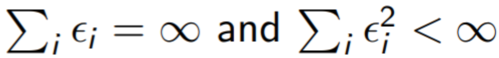 ∑ᵢ ϵᵢ = ∞ and ∑ᵢ ϵᵢ² < ∞